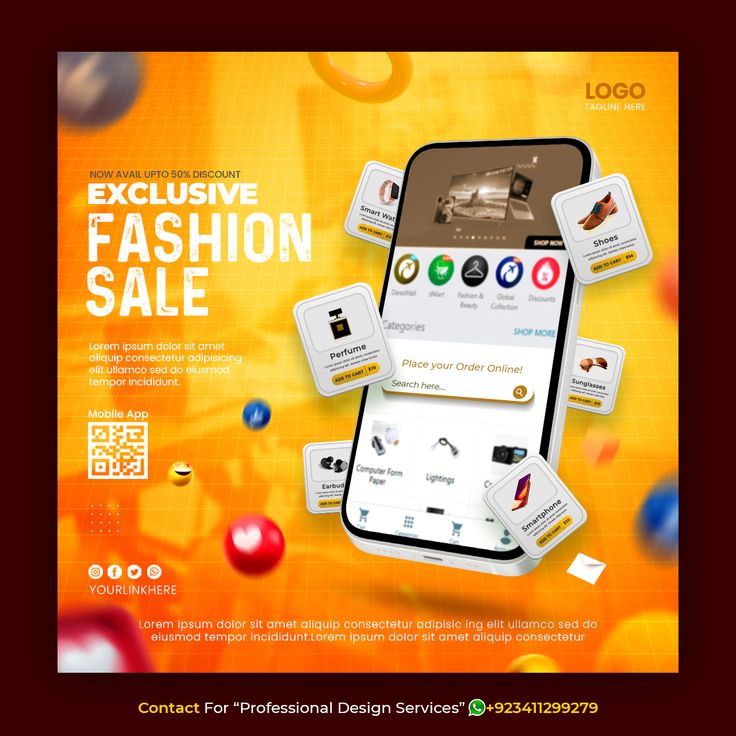 LOGO
TAGLINE HERE
NOW AVAIL UPTO 50% DISCOUNT
EXCLUSIVE
FASHION
SALE
Lorem ipsum dolor sit amet
aliquip consectetur adipisicing
elit ullamco sed do eiusmod
tempor incididunt.
Mobile App
YOURLINKHERE
Smart Wat
ADD TO CART
Shoes
ADD TO CART
Perfume
ADD TO CART
Sunglasses
ADD TO CART
Earbud
ADD TO CART
Smartphone
ADD TO CART
SHOP NOW
DarazMall
dMart
Fashion &
Beauty
Global
Collection
Discounts
Categories
SHOP MORE
Place your Order Online!
Search here...
Computer Form
Paper
Lightings
Categories
Cart
Lorem ipsum dolor sit amet aliquip consectetur adipisic ing elit ullamco sed do
eiusmod tempor incididunt.Lorem ipsum dolor sit amet aliquip consectetur
Contact For “Professional Design Services” +923411299279